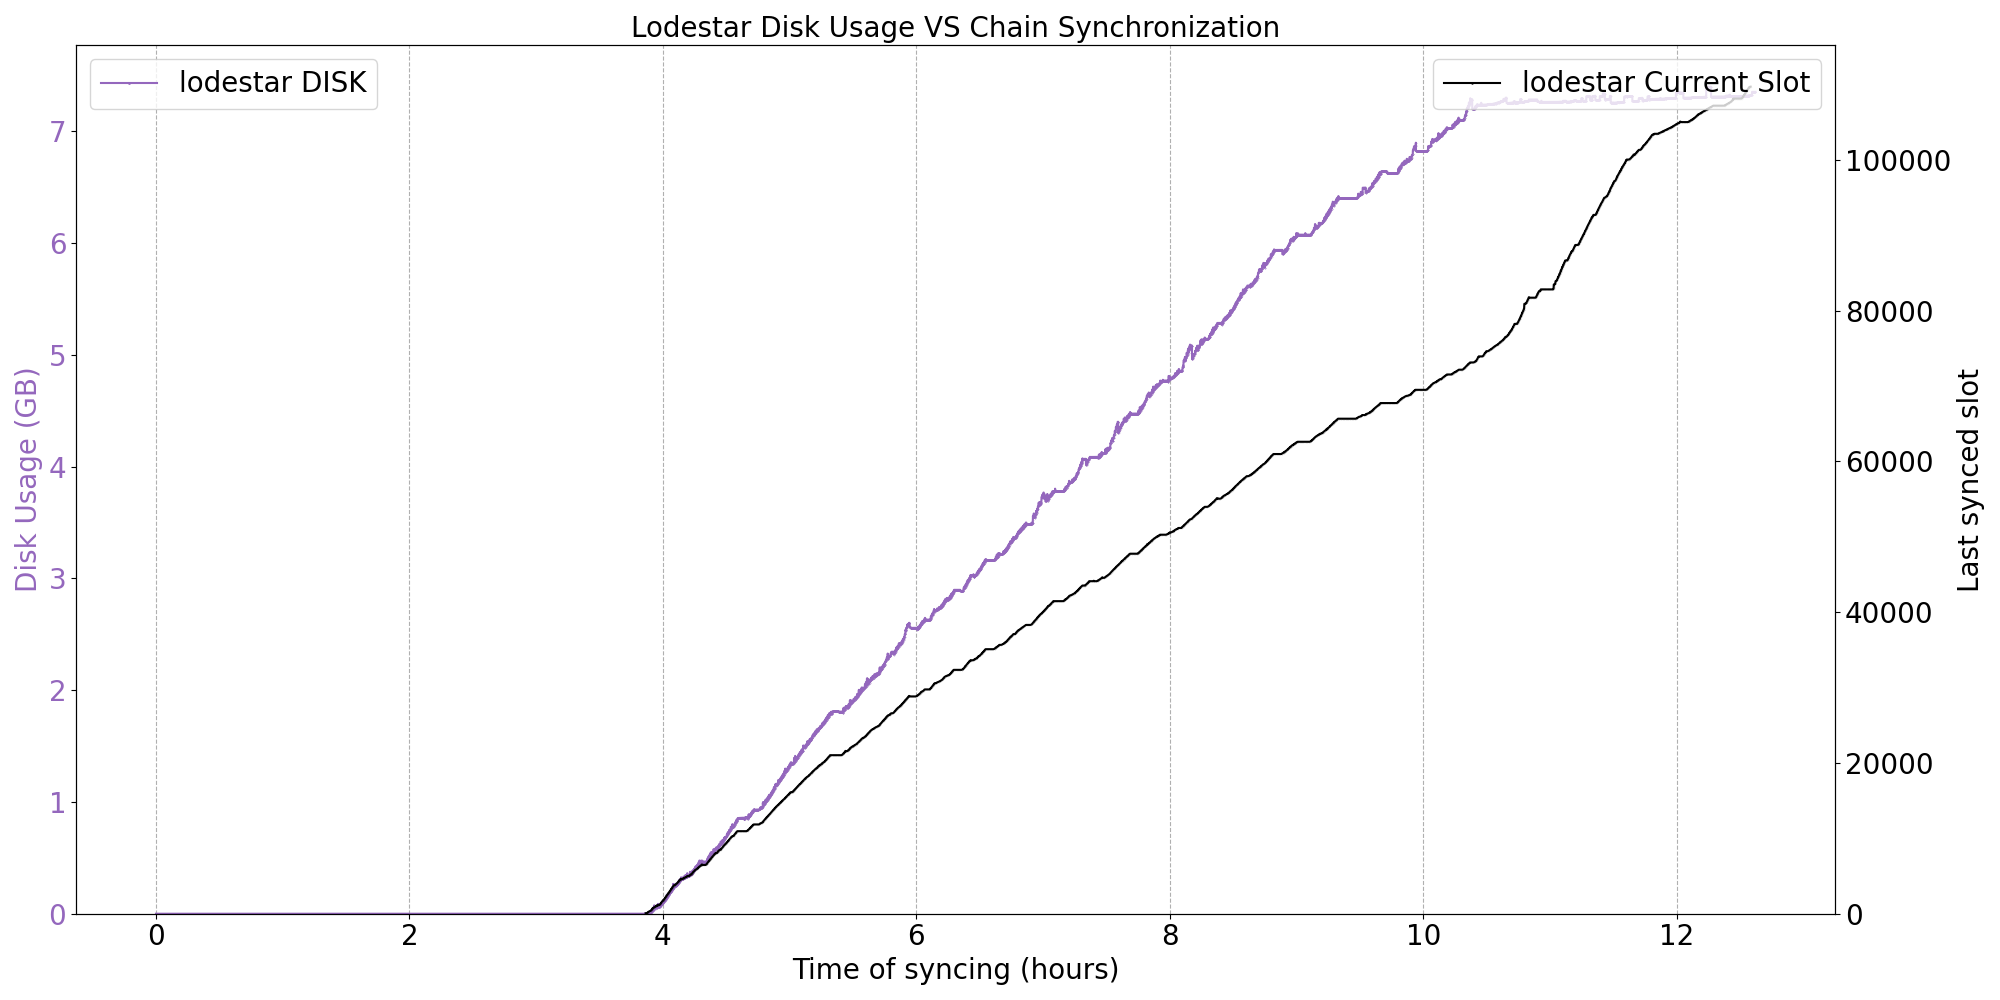 Lodestar Disk Usage VS Chain Synchronization
lodestar DISK
lodestar Current Slot
7
6
5
4
3
2
1
0
Disk Usage (GB)
100000
80000
60000
40000
20000
0
Last synced slot
0 2 4 6 8 10 12
Time of syncing (hours)